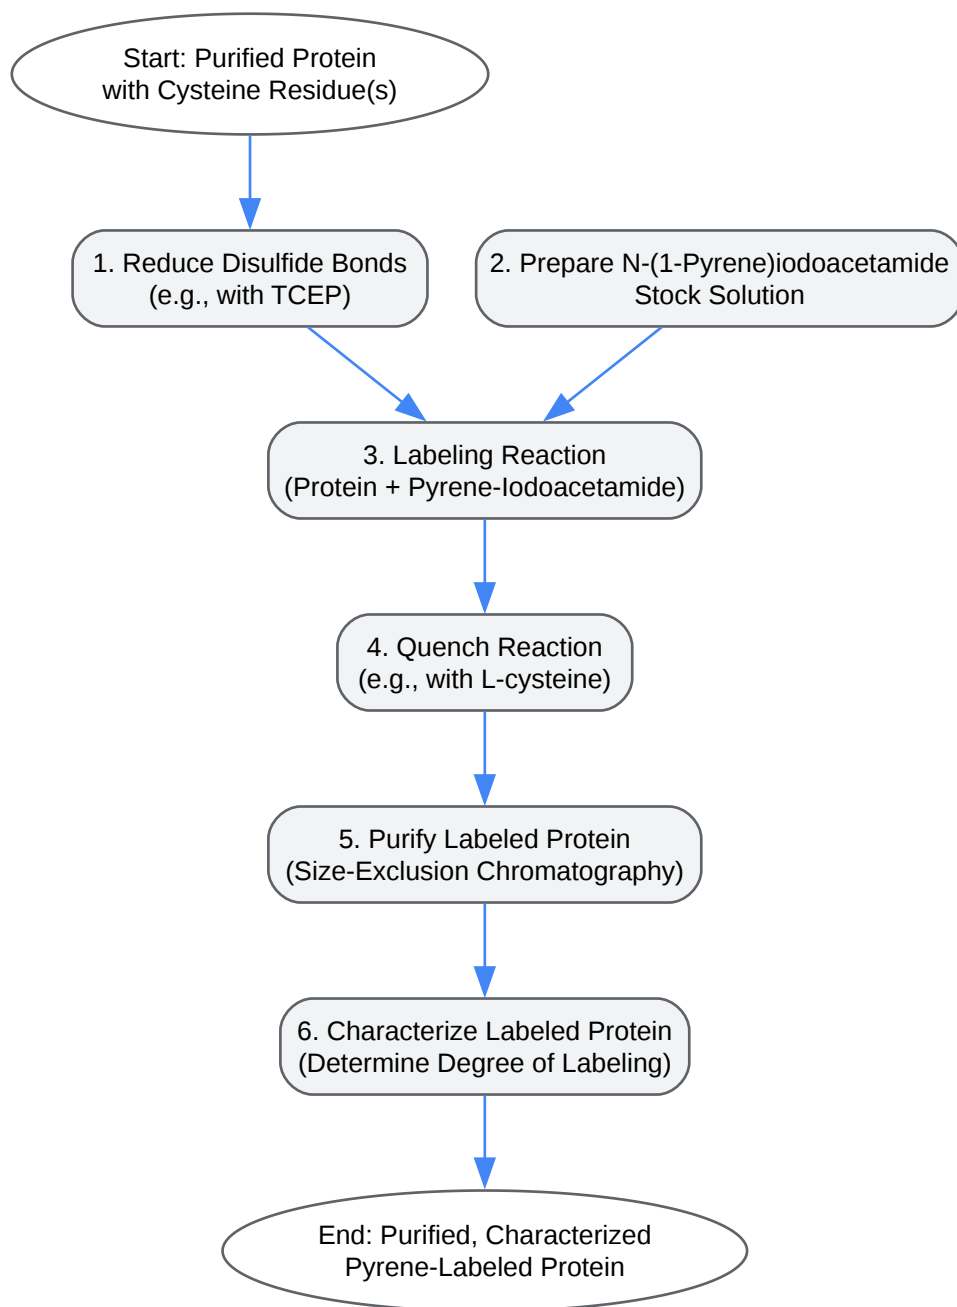 Start: Purified Protein
with Cysteine Residue(s)
1. Reduce Disulfide Bonds
(e.g., with TCEP)
2. Prepare N-(1-Pyrene)iodoacetamide
Stock Solution
3. Labeling Reaction
(Protein + Pyrene-Iodoacetamide)
4. Quench Reaction
(e.g., with L-cysteine)
5. Purify Labeled Protein
(Size-Exclusion Chromatography)
6. Characterize Labeled Protein
(Determine Degree of Labeling)
End: Purified, Characterized
Pyrene-Labeled Protein